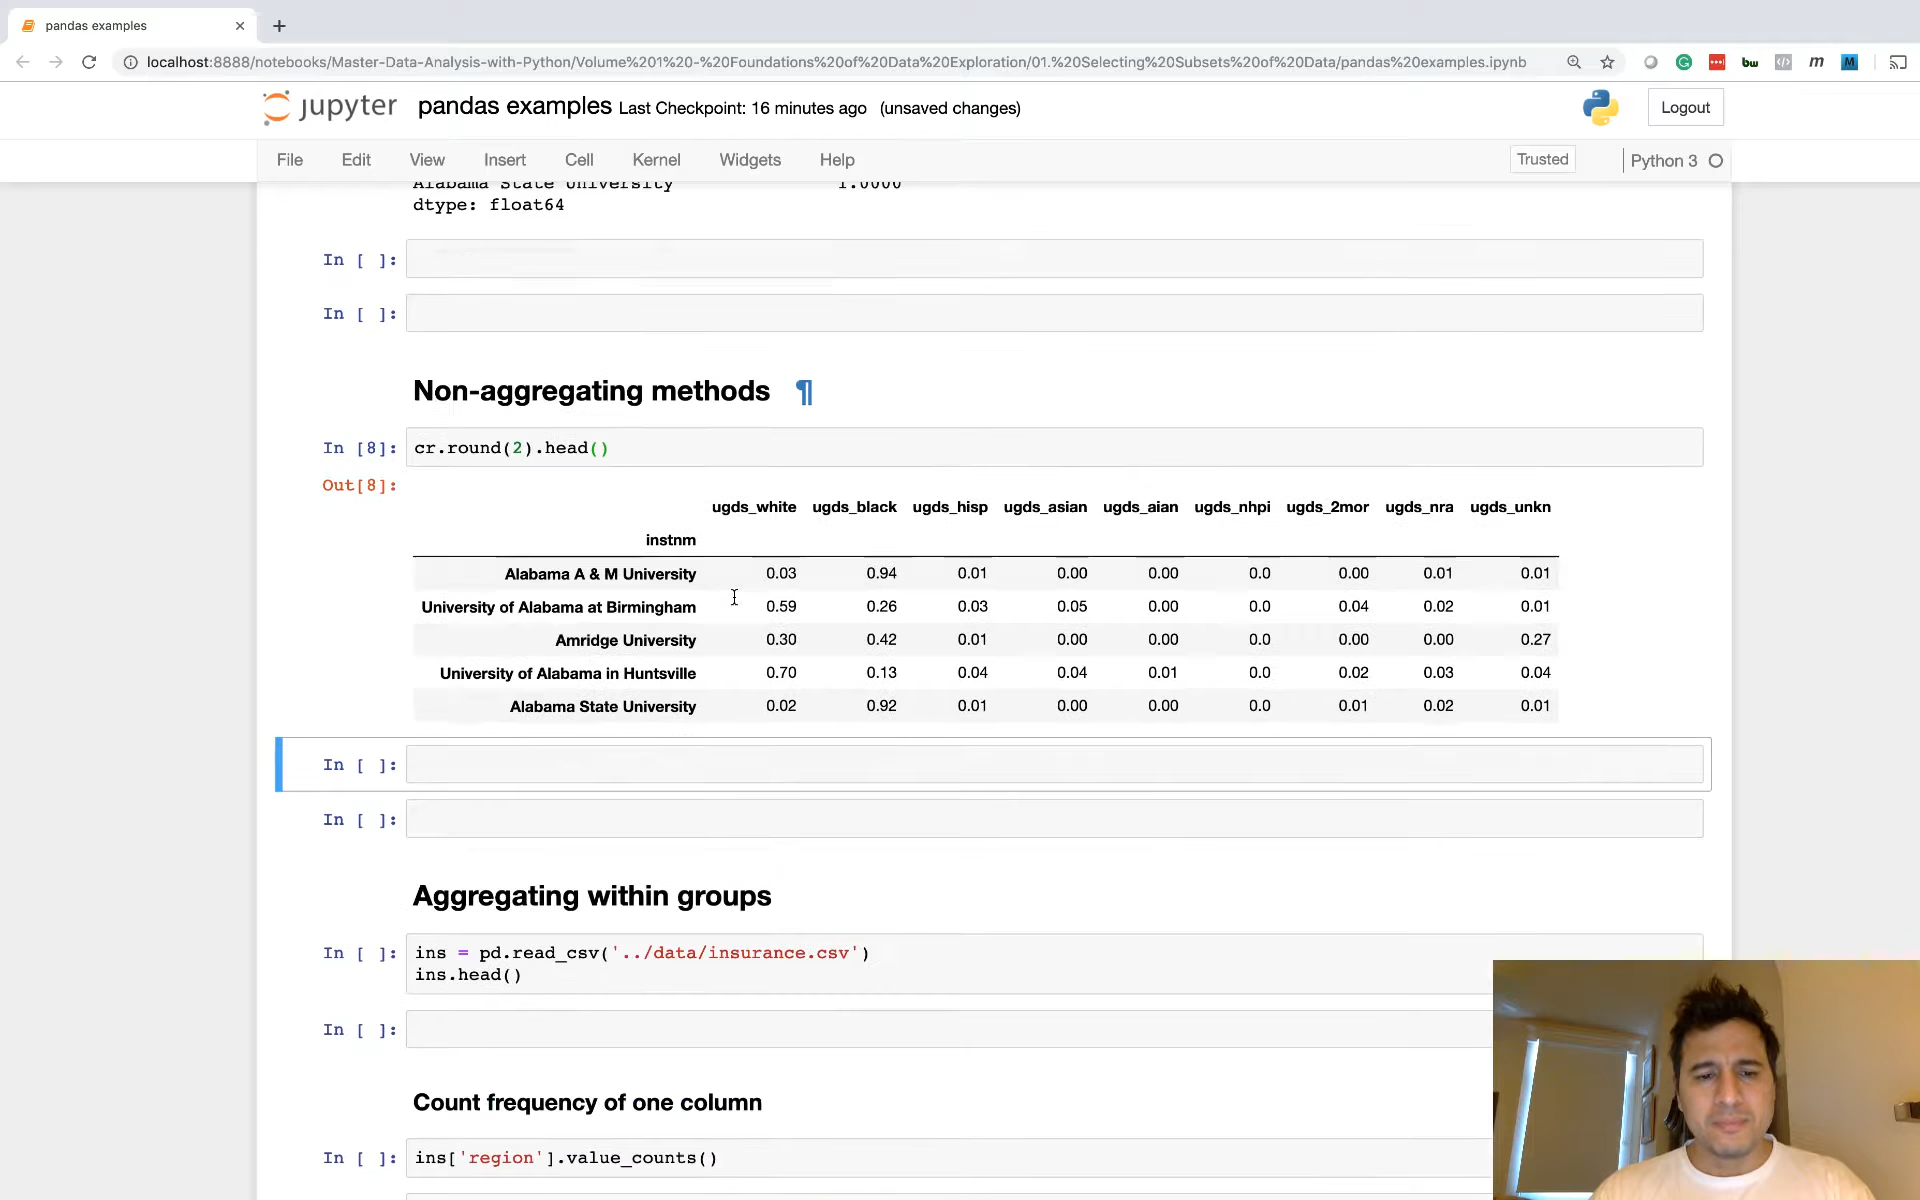 pandas examples
localhost:8888/notebooks/Master-Data-Analysis-with-Python/Volume%201%20-%20Foundations%20of%20Data%20Exploration/01.%20Selecting%20Subsets%20of%20Data/pandas%20examples.ipynb
bw m M
jupyter pandas examples Last Checkpoint: 16 minutes ago (unsaved changes) Logout
File Edit View Insert Cell Kernel Widgets Help Trusted Python 3
Alabama State University 1.0000
dtype: float64
In [ ]:
In [ ]:
Non-aggregating methods ¶
In [8]: cr.round(2).head()
Out[8]:
ugds_white ugds_black ugds_hisp ugds_asian ugds_aian ugds_nhpi ugds_2mor ugds_nra ugds_unkn
instnm
Alabama A & M University 0.03 0.94 0.01 0.00 0.00 0.0 0.00 0.01 0.01
University of Alabama at Birmingham 0.59 0.26 0.03 0.05 0.00 0.0 0.04 0.02 0.01
Amridge University 0.30 0.42 0.01 0.00 0.00 0.0 0.00 0.00 0.27
University of Alabama in Huntsville 0.70 0.13 0.04 0.04 0.01 0.0 0.02 0.03 0.04
Alabama State University 0.02 0.92 0.01 0.00 0.00 0.0 0.01 0.02 0.01
In [ ]:
In [ ]:
Aggregating within groups
In [ ]: ins = pd.read_csv('../data/insurance.csv')
ins.head()
In [ ]:
Count frequency of one column
In [ ]: ins['region'].value_counts()